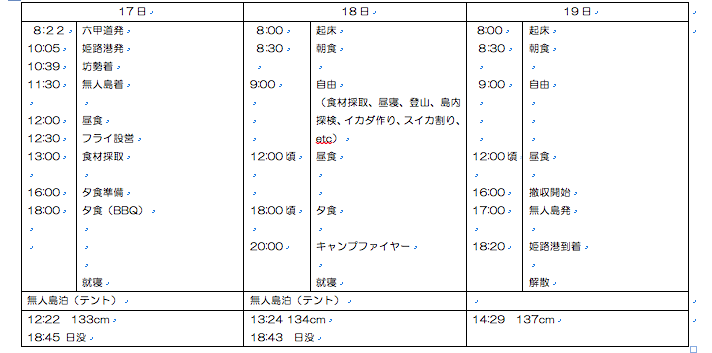 17日
8:22 六甲道発
10:05 姫路港発
10:39 坊勢着
11:30 無人島着
12:00 昼食
12:30 フライ設営
13:00 食材採取
16:00 夕食準備
18:00 夕食（BBQ）
就寝
無人島泊（テント）
12:22 133cm
18:45 日没
18日
8:00 起床
8:30 朝食
9:00 自由
（食材採取、昼寝、登山、島内
探検、イカダ作り、スイカ割り、
etc）
12:00頃 昼食
18:00頃 夕食
20:00 キャンプファイヤー
就寝
無人島泊（テント）
13:24 134cm
18:43 日没
19日
8:00 起床
8:30 朝食
9:00 自由
12:00頃 昼食
16:00 撤収開始
17:00 無人島発
18:20 姫路港到着
解散
14:29 137cm